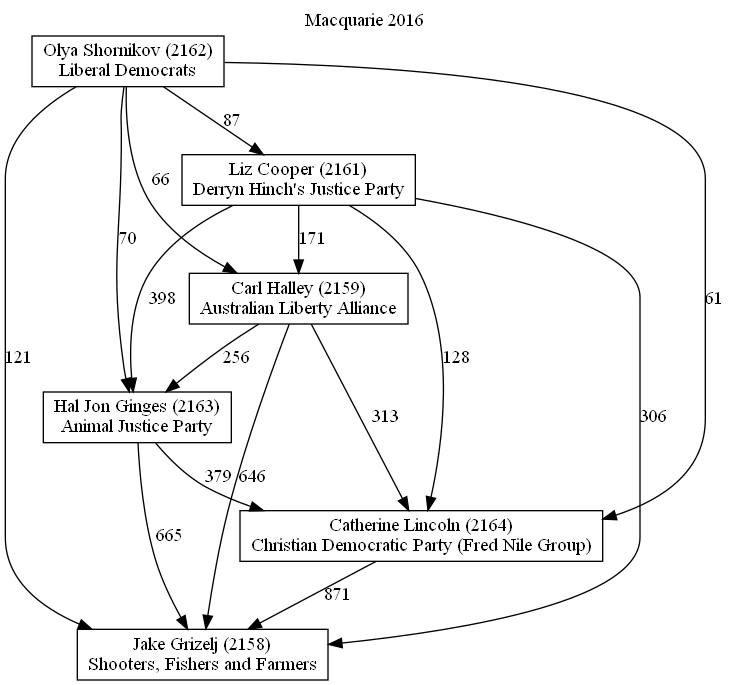 Macquarie 2016
Olya Shornikov (2162)
Liberal Democrats
87
Liz Cooper (2161)
Derryn Hinch's Justice Party
66
70
171
398
61
Carl Halley (2159)
Australian Liberty Alliance
121
256
128
Hal Jon Ginges (2163)
Animal Justice Party
313
306
379
646
Catherine Lincoln (2164)
Christian Democratic Party (Fred Nile Group)
665
871
Jake Grizelj (2158)
Shooters, Fishers and Farmers